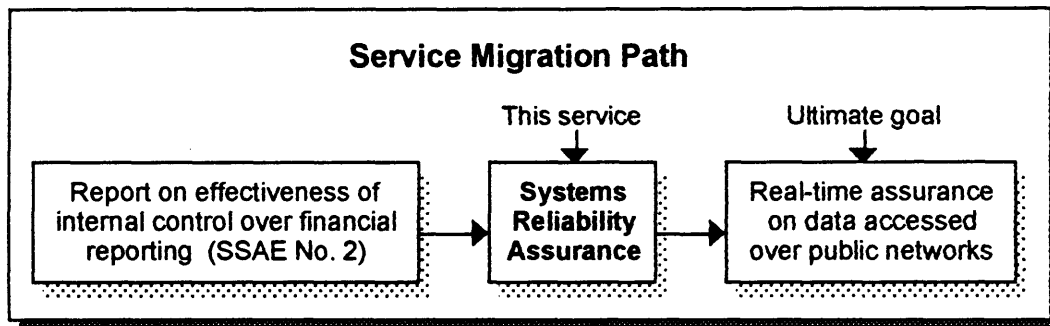 Service Migration Path
This service
Ultimate goal
Report on effectiveness of
internal control over financial
reporting (SSAE No. 2)
Systems
Reliability
Assurance
Real-time assurance
on data accessed
over public networks